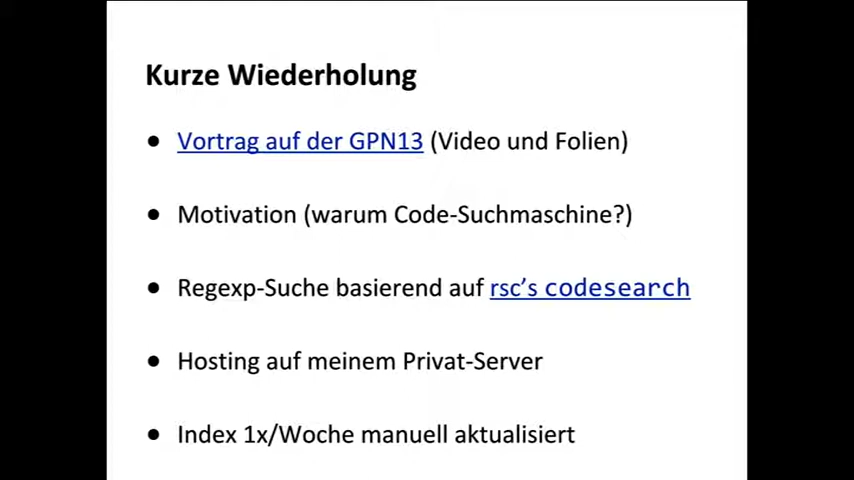 Kurze Wiederholung
● Vortrag auf der GPN13 (Video und Folien)
● Motivation (warum Code-Suchmaschine?)
● Regexp-Suche basierend auf rsc’s codesearch
● Hosting auf meinem Privat-Server
● Index 1x/Woche manuell aktualisiert